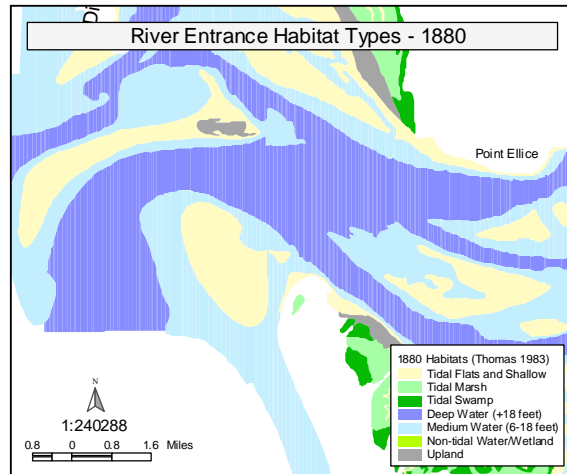 Di
River Entrance Habitat Types - 1880
Point Ellice
N
1:240288
0.8 0 0.8 1.6 Miles
1880 Habitats (Thomas 1983)
Tidal Flats and Shallow
Tidal Marsh
Tidal Swamp
Deep Water (+18 feet)
Medium Water (6-18 feet)
Non-tidal Water/Wetland
Upland